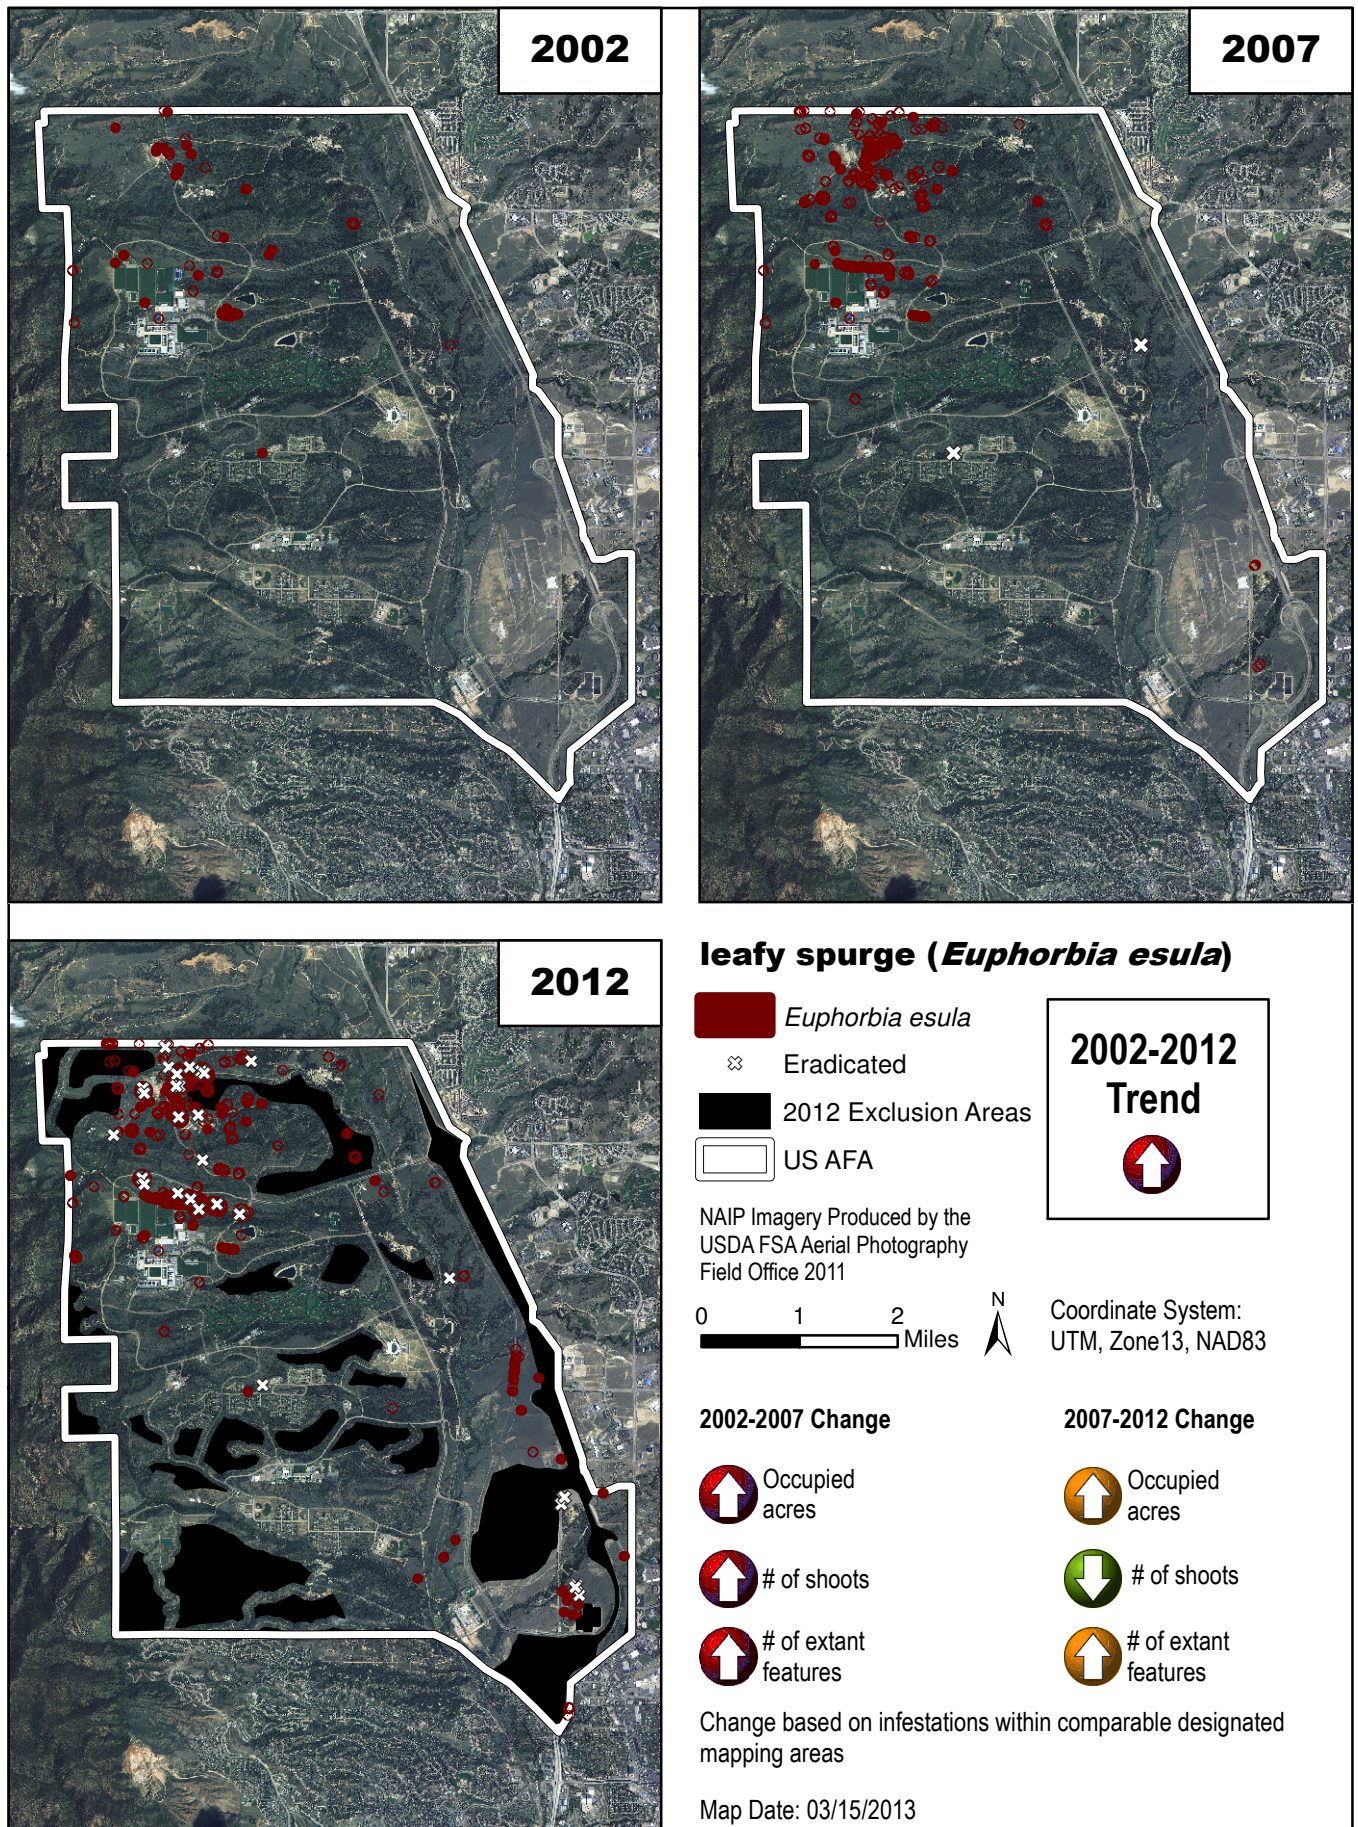 2002
2007
2012
leafy spurge (Euphorbia esula)
Euphorbia esula
Eradicated
2012 Exclusion Areas
US AFA
2002-2012
Trend
NAIP Imagery Produced by the
USDA FSA Aerial Photography
Field Office 2011
0 1 2
Miles
N
Coordinate System:
UTM, Zone13, NAD83
2002-2007 Change
Occupied
acres
# of shoots
# of extant
features
2007-2012 Change
Occupied
acres
# of shoots
# of extant
features
Change based on infestations within comparable designated
mapping areas
Map Date: 03/15/2013